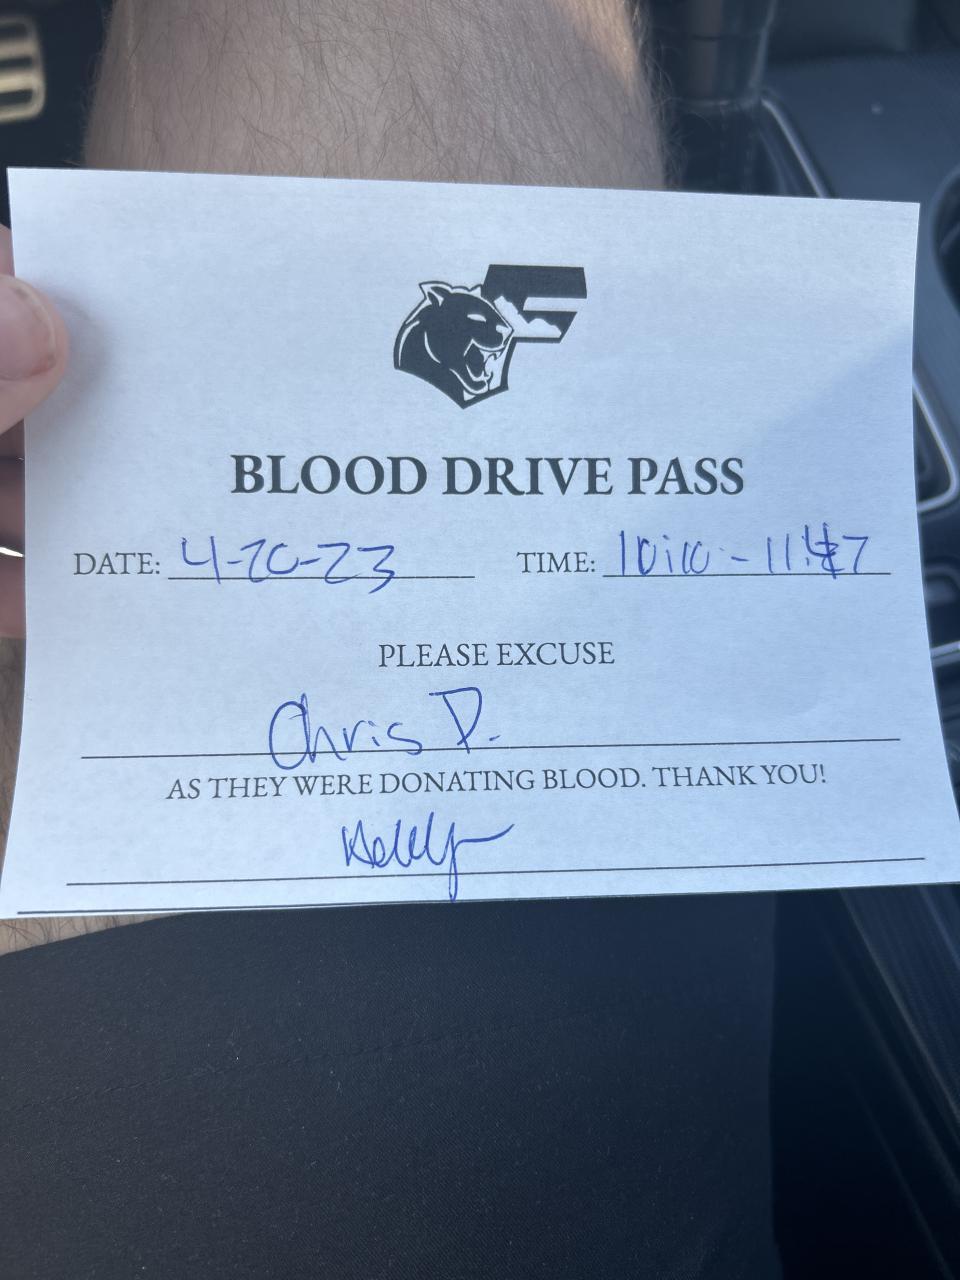 F
BLOOD DRIVE PASS
DATE: 4-20-23 TIME: 10:10 - 11:47
PLEASE EXCUSE
Chris D.
AS THEY WERE DONATING BLOOD. THANK YOU!